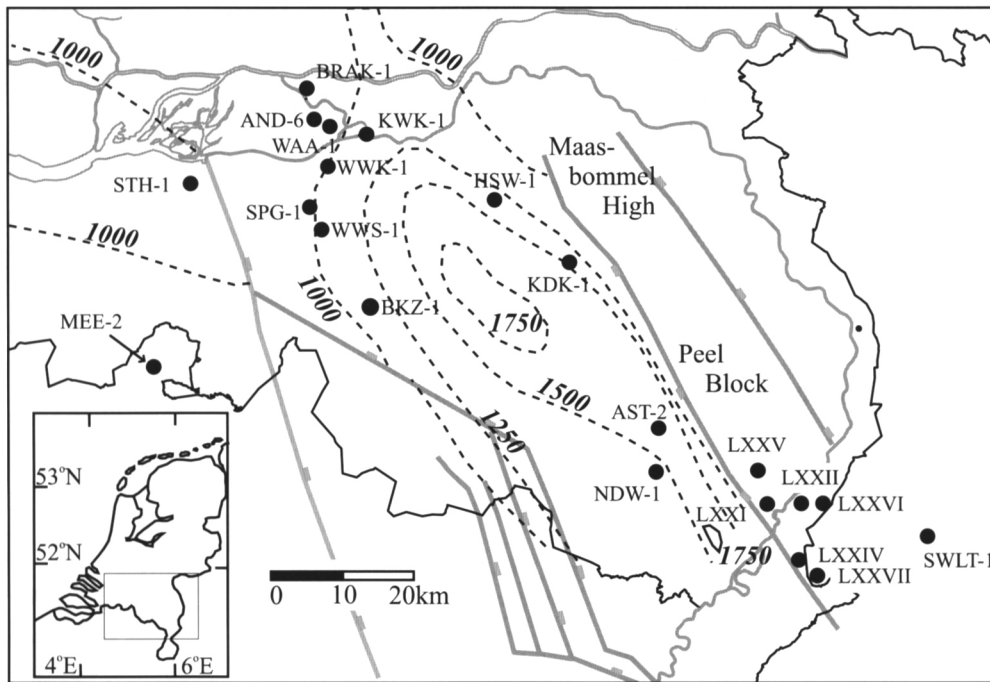 1000
1000
BRAK-1
AND-6
KWK-1
WAA-1
Maas-
bommel
High
WWK-1
STH-1
HSW-1
SPG-1
WWS-1
1000
KDK-1
1000
BKZ-1
1750
MEE-2
Peel
Block
1500
AST-2
1250
LXXV
LXXII
NDW-1
LXXI
LXXVI
53°N
SWLT-1
1750
LXXIV
52°N
LXXVII
0 10 20km
4°E 6°E